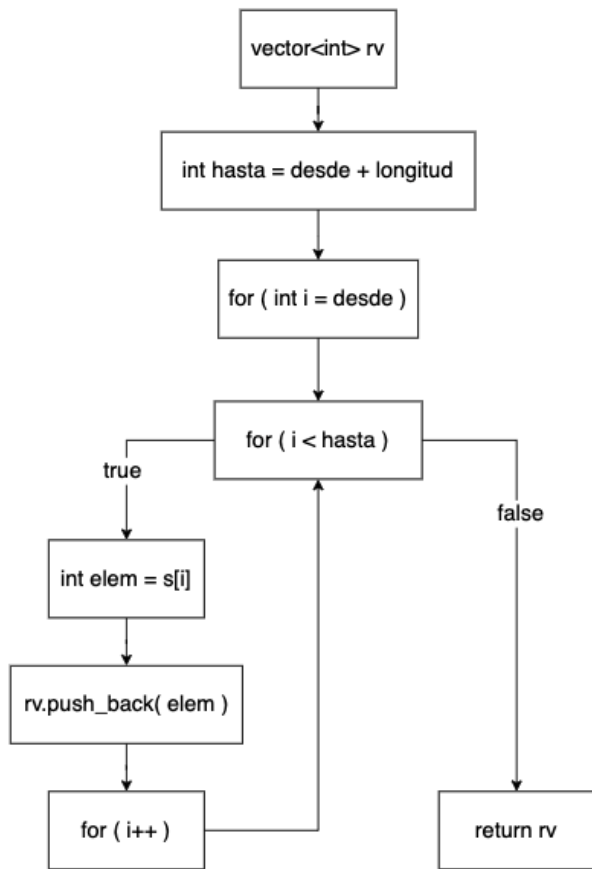 vector<int> rv
int hasta = desde + longitud
for ( int i = desde )
for ( i < hasta )
true
false
int elem = s[i]
rv.push_back( elem )
for ( i++ )
return rv